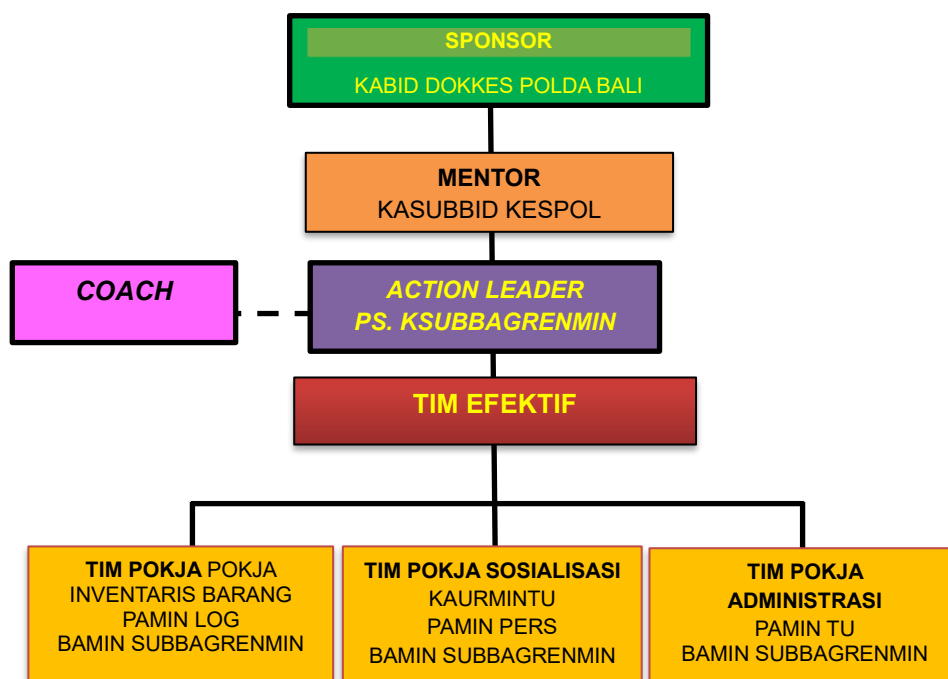 SPONSOR
KABID DOKKES POLDA BALI
MENTOR
KASUBBID KESPOL
COACH
ACTION LEADER
PS. KSUBBAGRENMIN
TIM EFEKTIF
TIM POKJA POKJA
INVENTARIS BARANG
PAMIN LOG
BAMIN SUBBAGRENMIN
TIM POKJA SOSIALISASI
KAURMINTU
PAMIN PERS
BAMIN SUBBAGRENMIN
TIM POKJA
ADMINISTRASI
PAMIN TU
BAMIN SUBBAGRENMIN